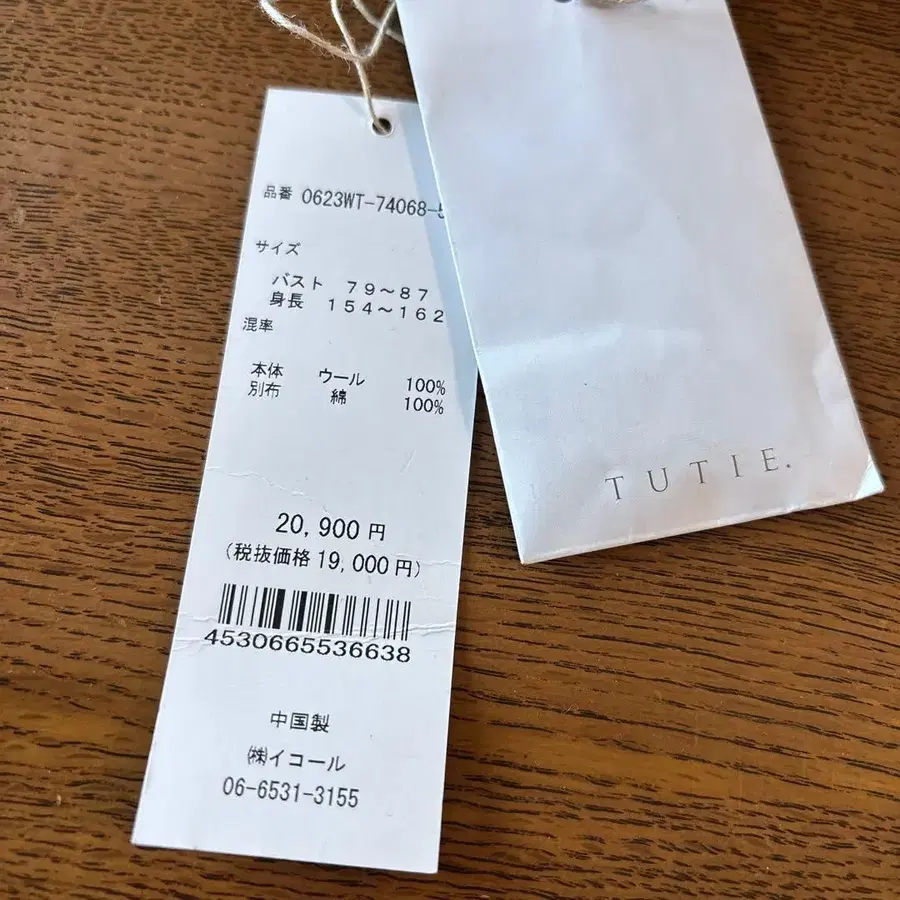 品番 0623WT-74068-5
サイズ
バスト 79～87
身長 154～162
混率
本体 ウール 100%
別布 綿 100%
20,900円
(税抜価格19,000円)
4530665536638
中国製
㈱イコール
06-6531-3155
TUTIE.